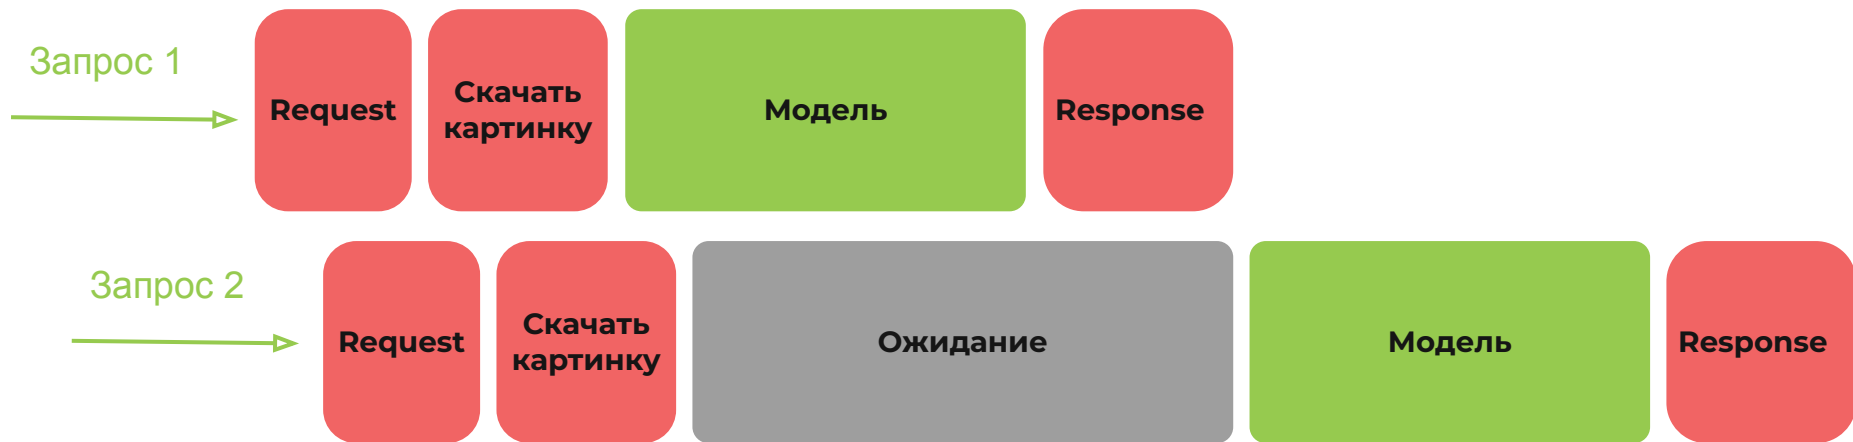 Запрос 1
Request
Скачать
картинку
Модель
Response
Запрос 2
Request
Скачать
картинку
Ожидание
Модель
Response